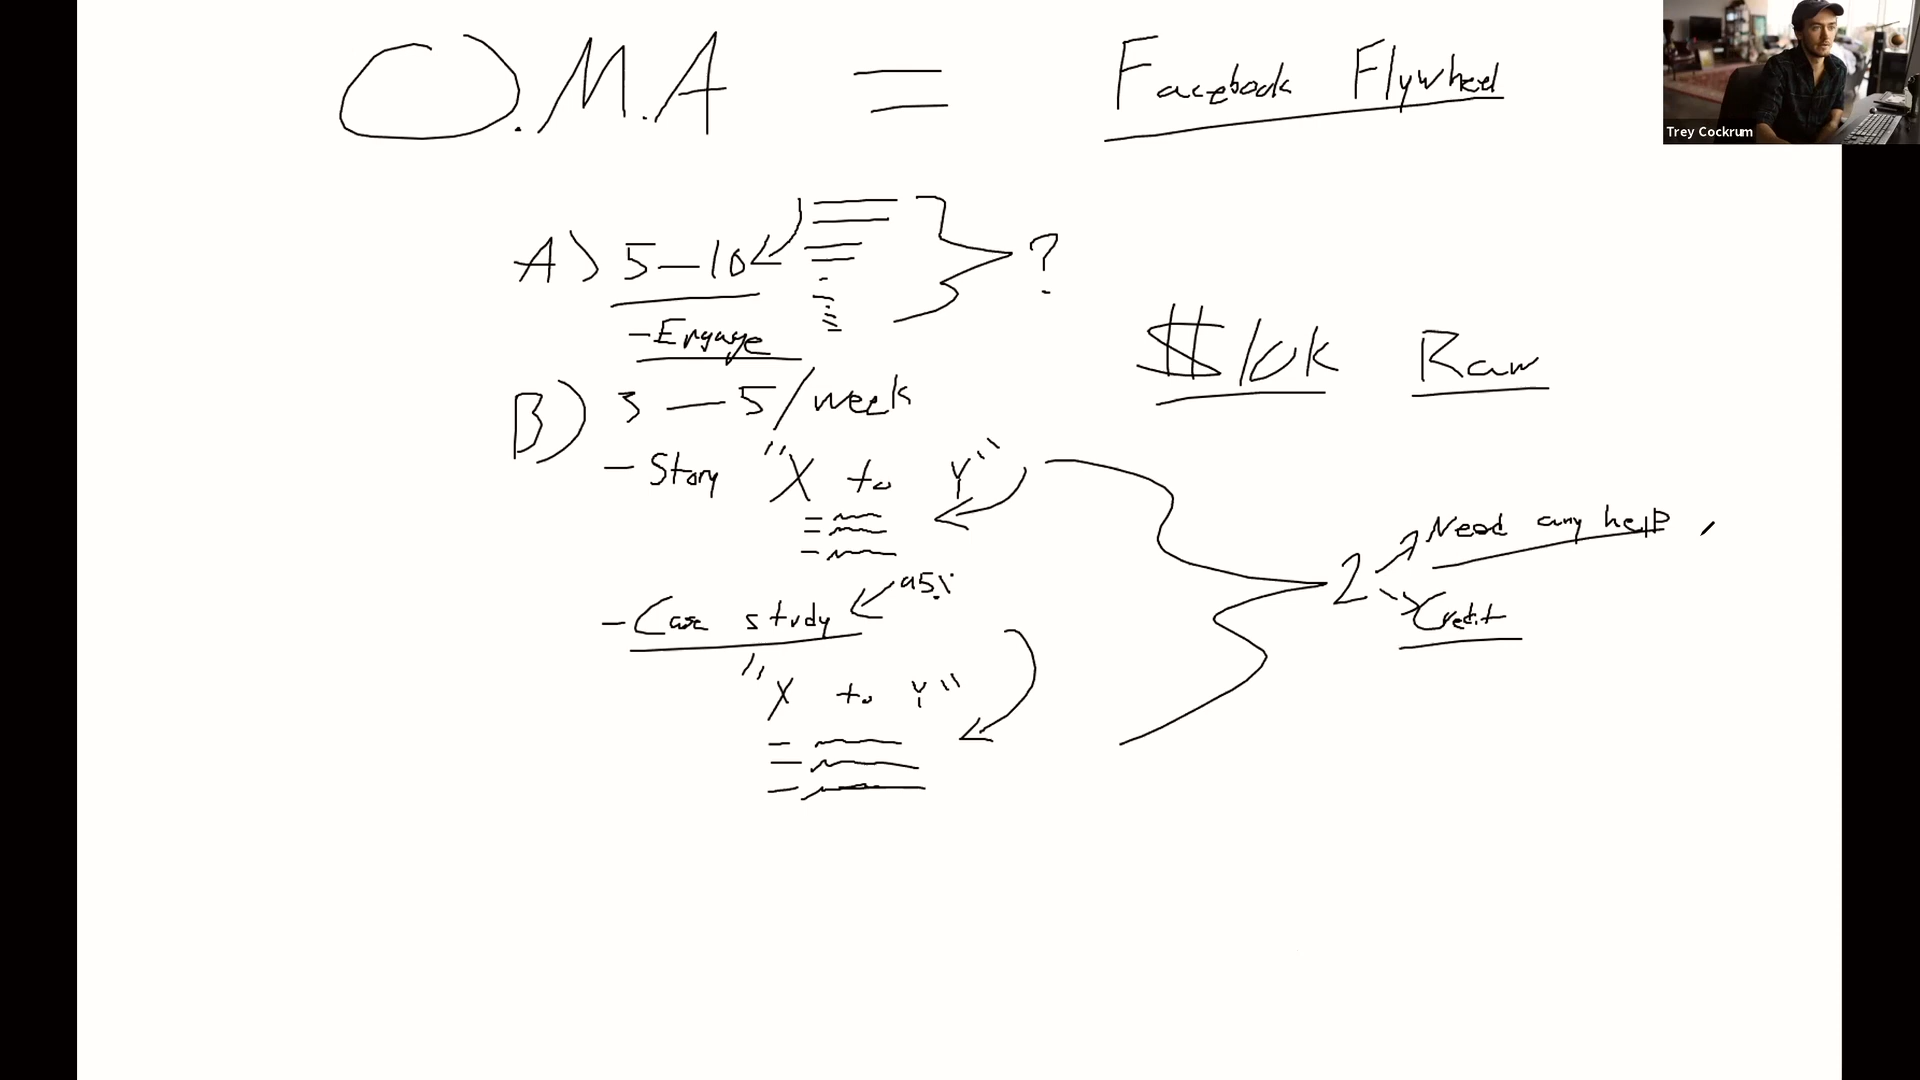 O.M.A = Facebook Flywheel
Trey Cockrum
A) 5-10 ?
- Engage
$10k Raw
B) 3 - 5/week
- Story "X to Y"
2 Need any help
Credit
- Case study
"X to Y"